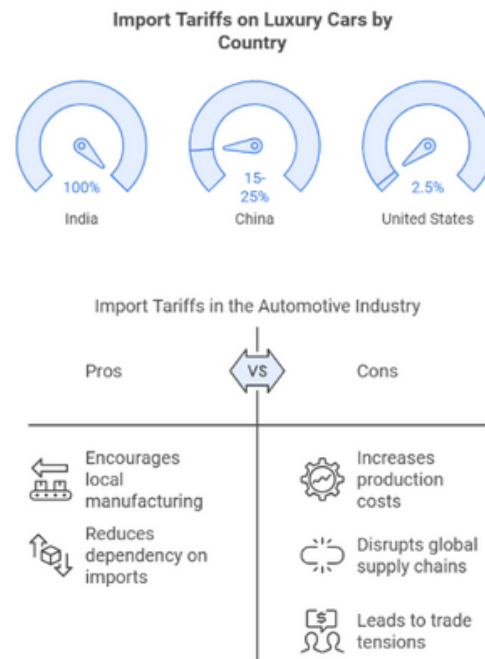 Import Tariffs on Luxury Cars by
Country
100%
India
15-
25%
China
2.5%
United States
Import Tariffs in the Automotive Industry
Pros
VS
Cons
Encourages
local
manufacturing
Reduces
dependency on
imports
Increases
production
costs
Disrupts global
supply chains
Leads to trade
tensions
$